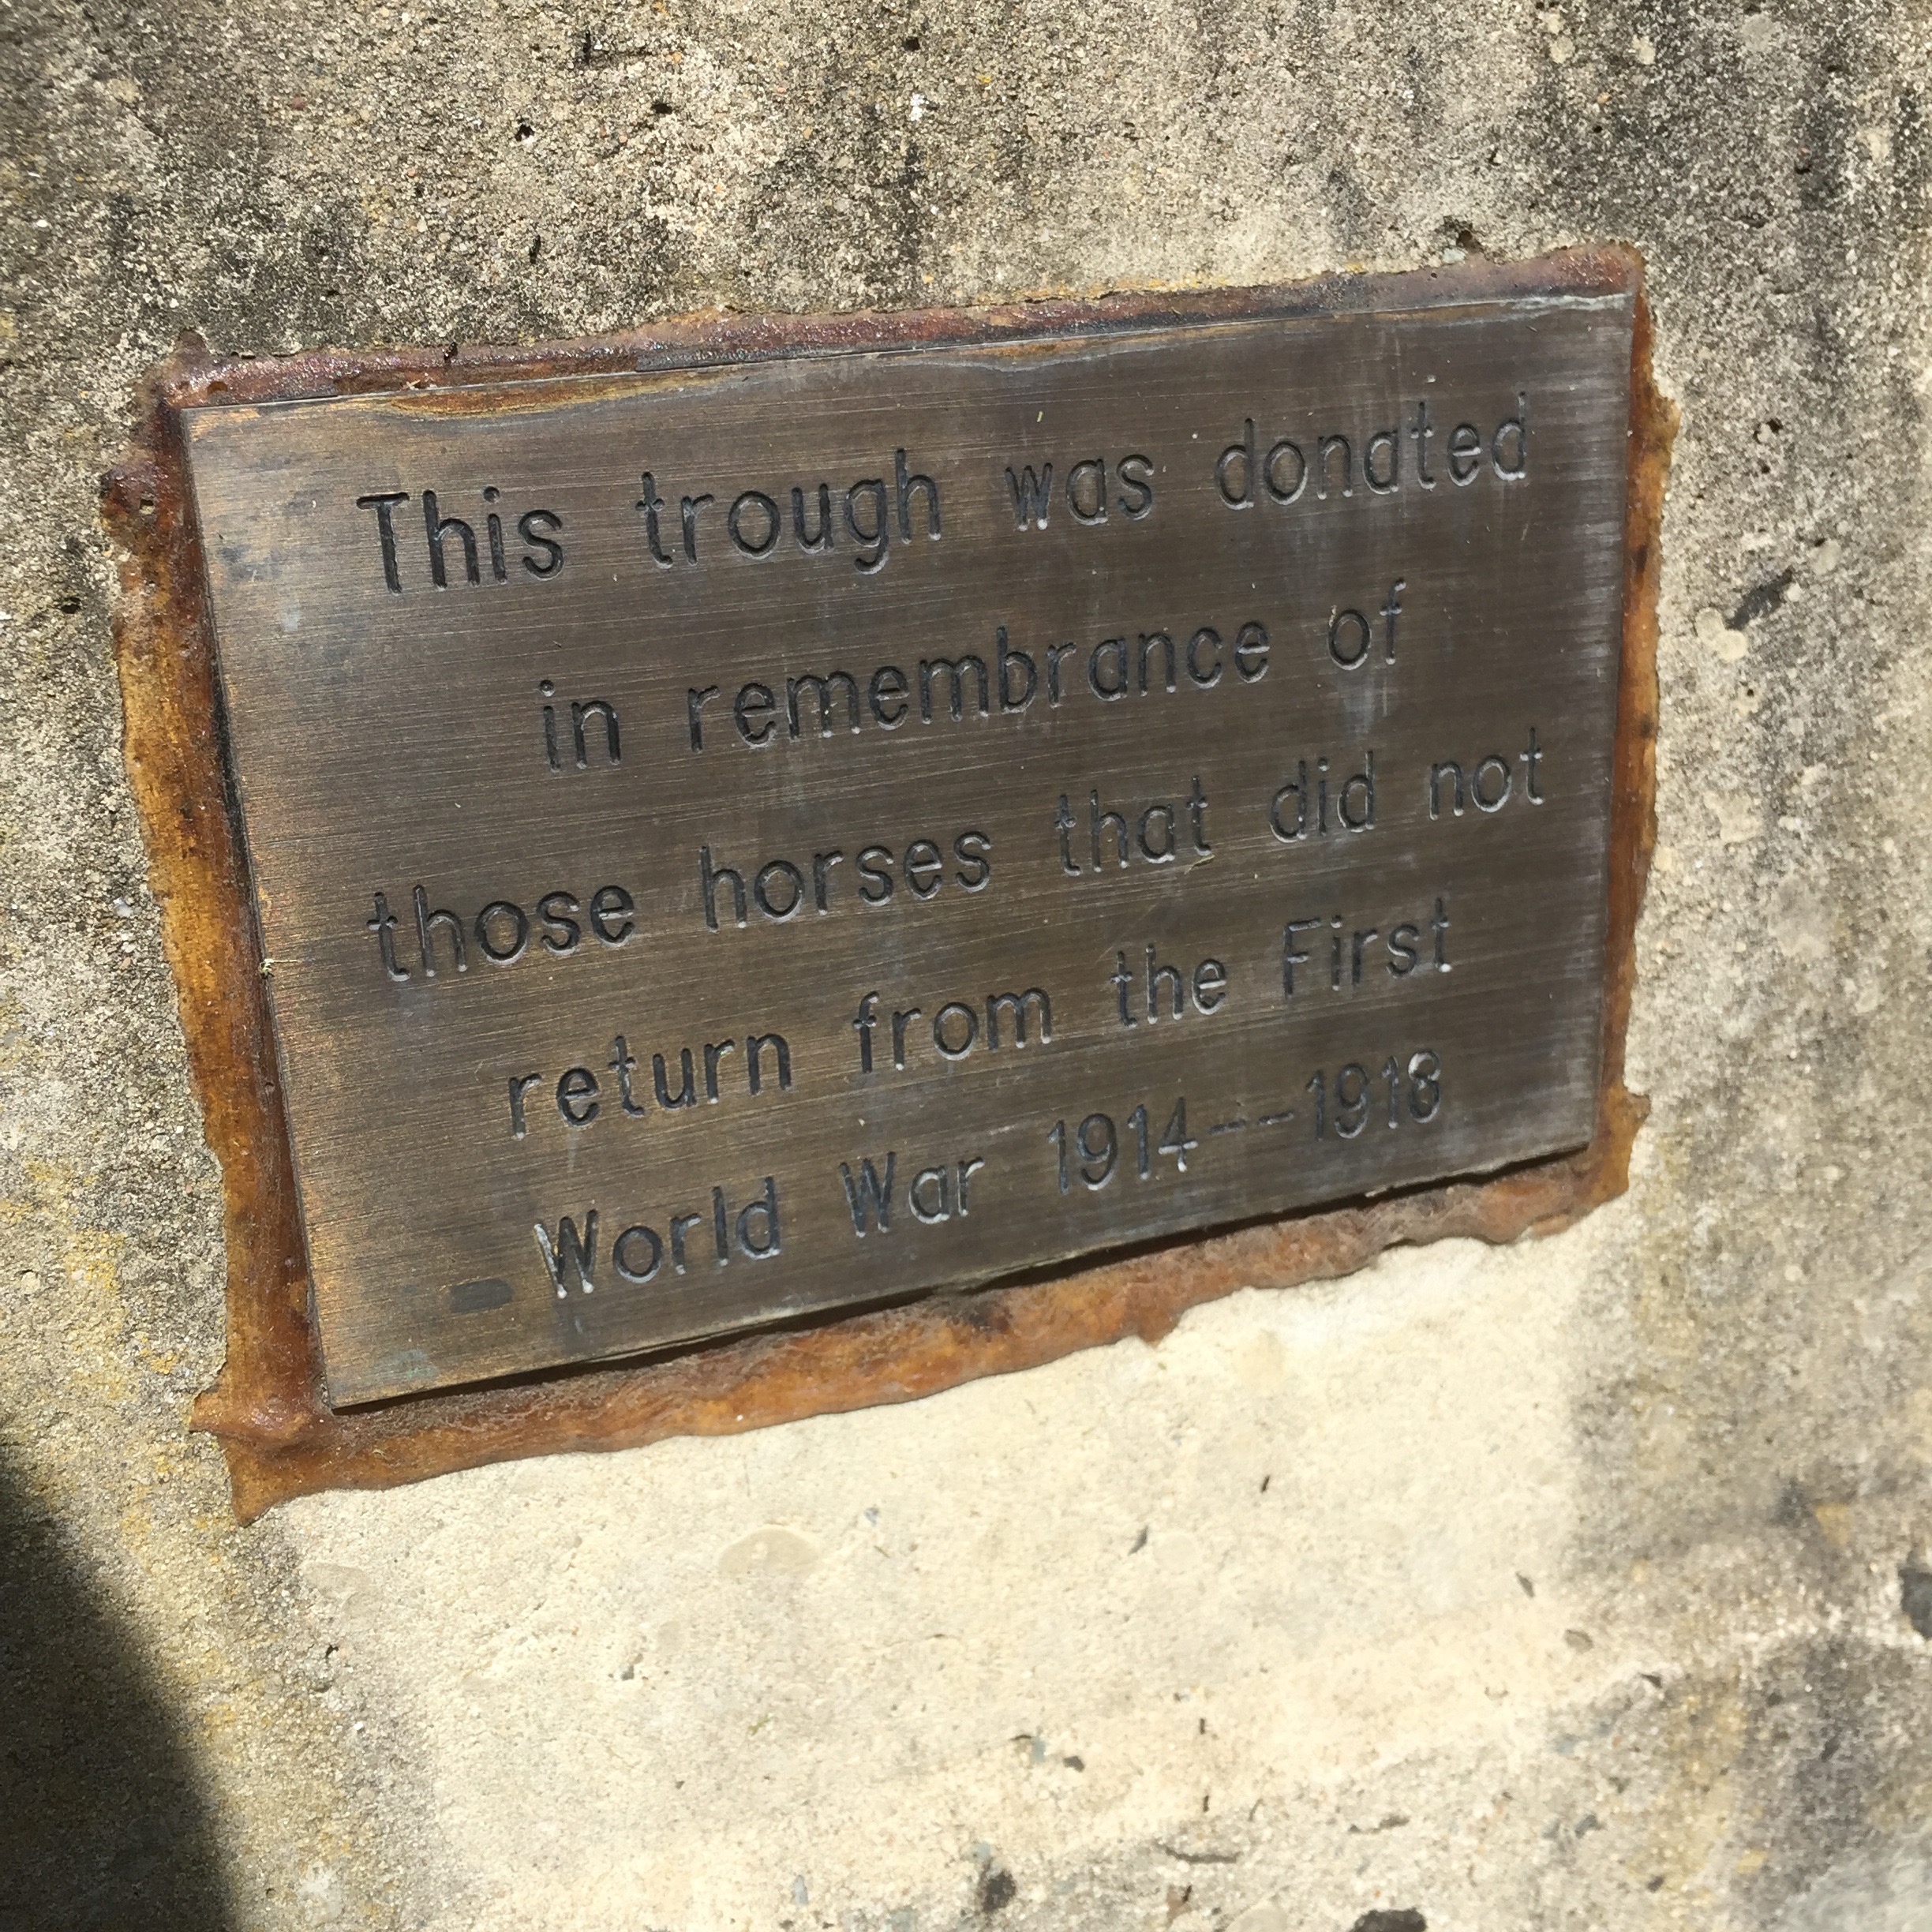 This trough was donated
in remembrance of
those horses that did not
return from the First
World War 1914--1918